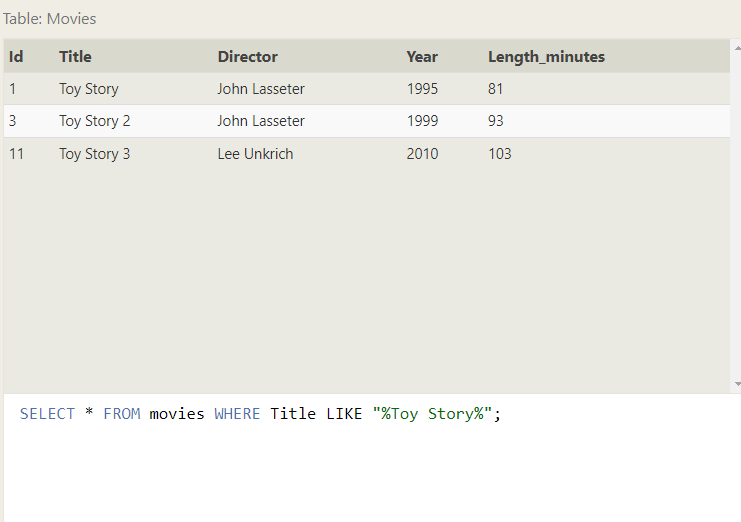 Table: Movies
Id Title Director Year Length_minutes
1 Toy Story John Lasseter 1995 81
3 Toy Story 2 John Lasseter 1999 93
11 Toy Story 3 Lee Unkrich 2010 103
SELECT * FROM movies WHERE Title LIKE "%Toy Story%";